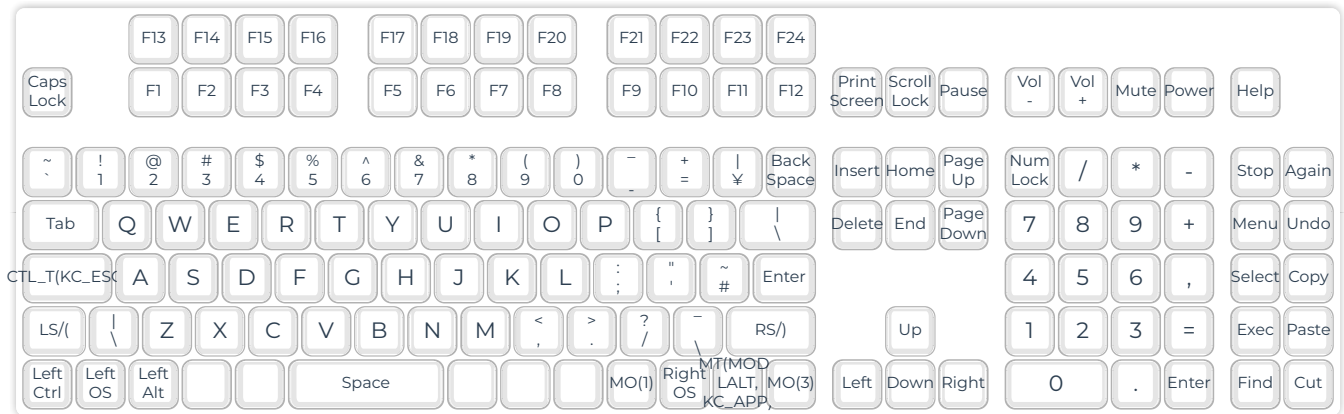 F13 F14 F15 F16 F17 F18 F19 F20 F21 F22 F23 F24
Caps Lock F1 F2 F3 F4 F5 F6 F7 F8 F9 F10 F11 F12 Print Screen Scroll Lock Pause Vol - Vol + Mute Power Help
~ ` ! 1 @ 2 # 3 $ 4 % 5 ^ 6 & 7 * 8 ( 9 ) 0 _ - + = | ¥ Back Space Insert Home Page Up Num Lock / * - Stop Again
Tab Q W E R T Y U I O P { [ } ] | \ Delete End Page Down 7 8 9 + Menu Undo
CTL_T(KC_ESC A S D F G H J K L : ; " ' ~ # Enter 4 5 6 , Select Copy
LS/( | \ Z X C V B N M < , > . ? / _ \ RS/) Up 1 2 3 = Exec Paste
Left Ctrl Left OS Left Alt Space MO(1) Right OS MT(MOD LALT, KC_APP, MO(3) Left Down Right 0 . Enter Find Cut